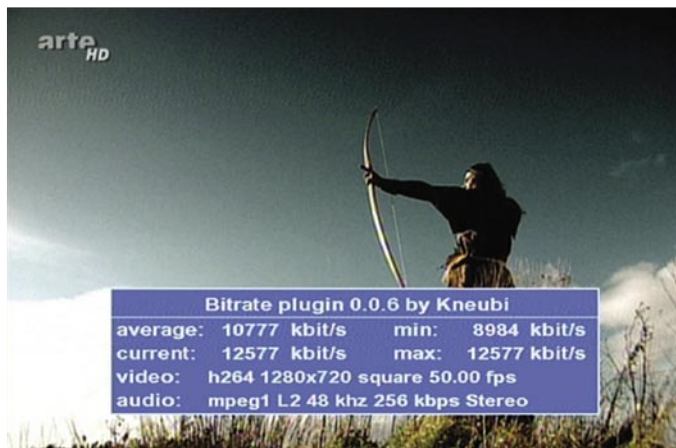 arte
HD
Bitrate plugin 0.0.6 by Kneubi
average: 10777 kbit/s min: 8984 kbit/s
current: 12577 kbit/s max: 12577 kbit/s
video: h264 1280x720 square 50.00 fps
audio: mpeg1 L2 48 khz 256 kbps Stereo